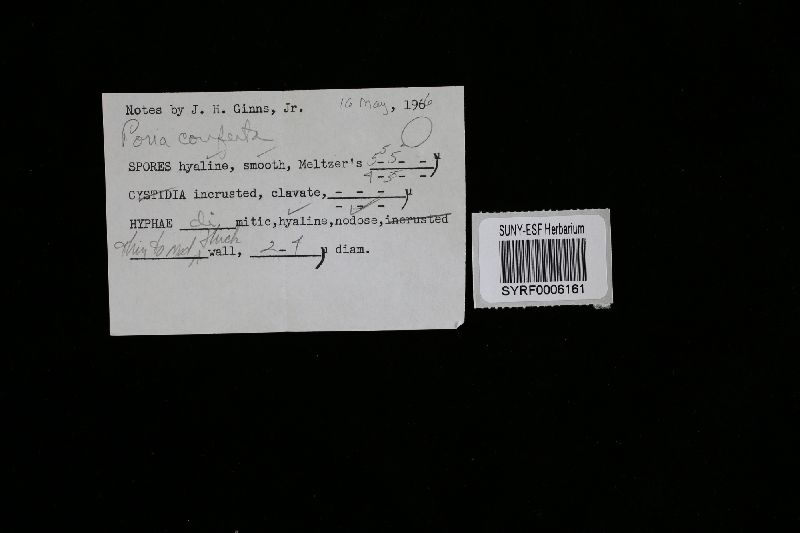 Notes by J. H. Ginns, Jr. 16 May, 1966
Poria conferta
SPORES hyaline, smooth, Meltzer's 5-5.5- - µ
4-5- -
CYSTIDIA incrusted, clavate, - - - µ
- - -
HYPHAE di mitic, hyaline, nodose, incrusted
thin to mod thick wall, 2-4 µ diam.
SUNY-ESF Herbarium
SYRF0006161